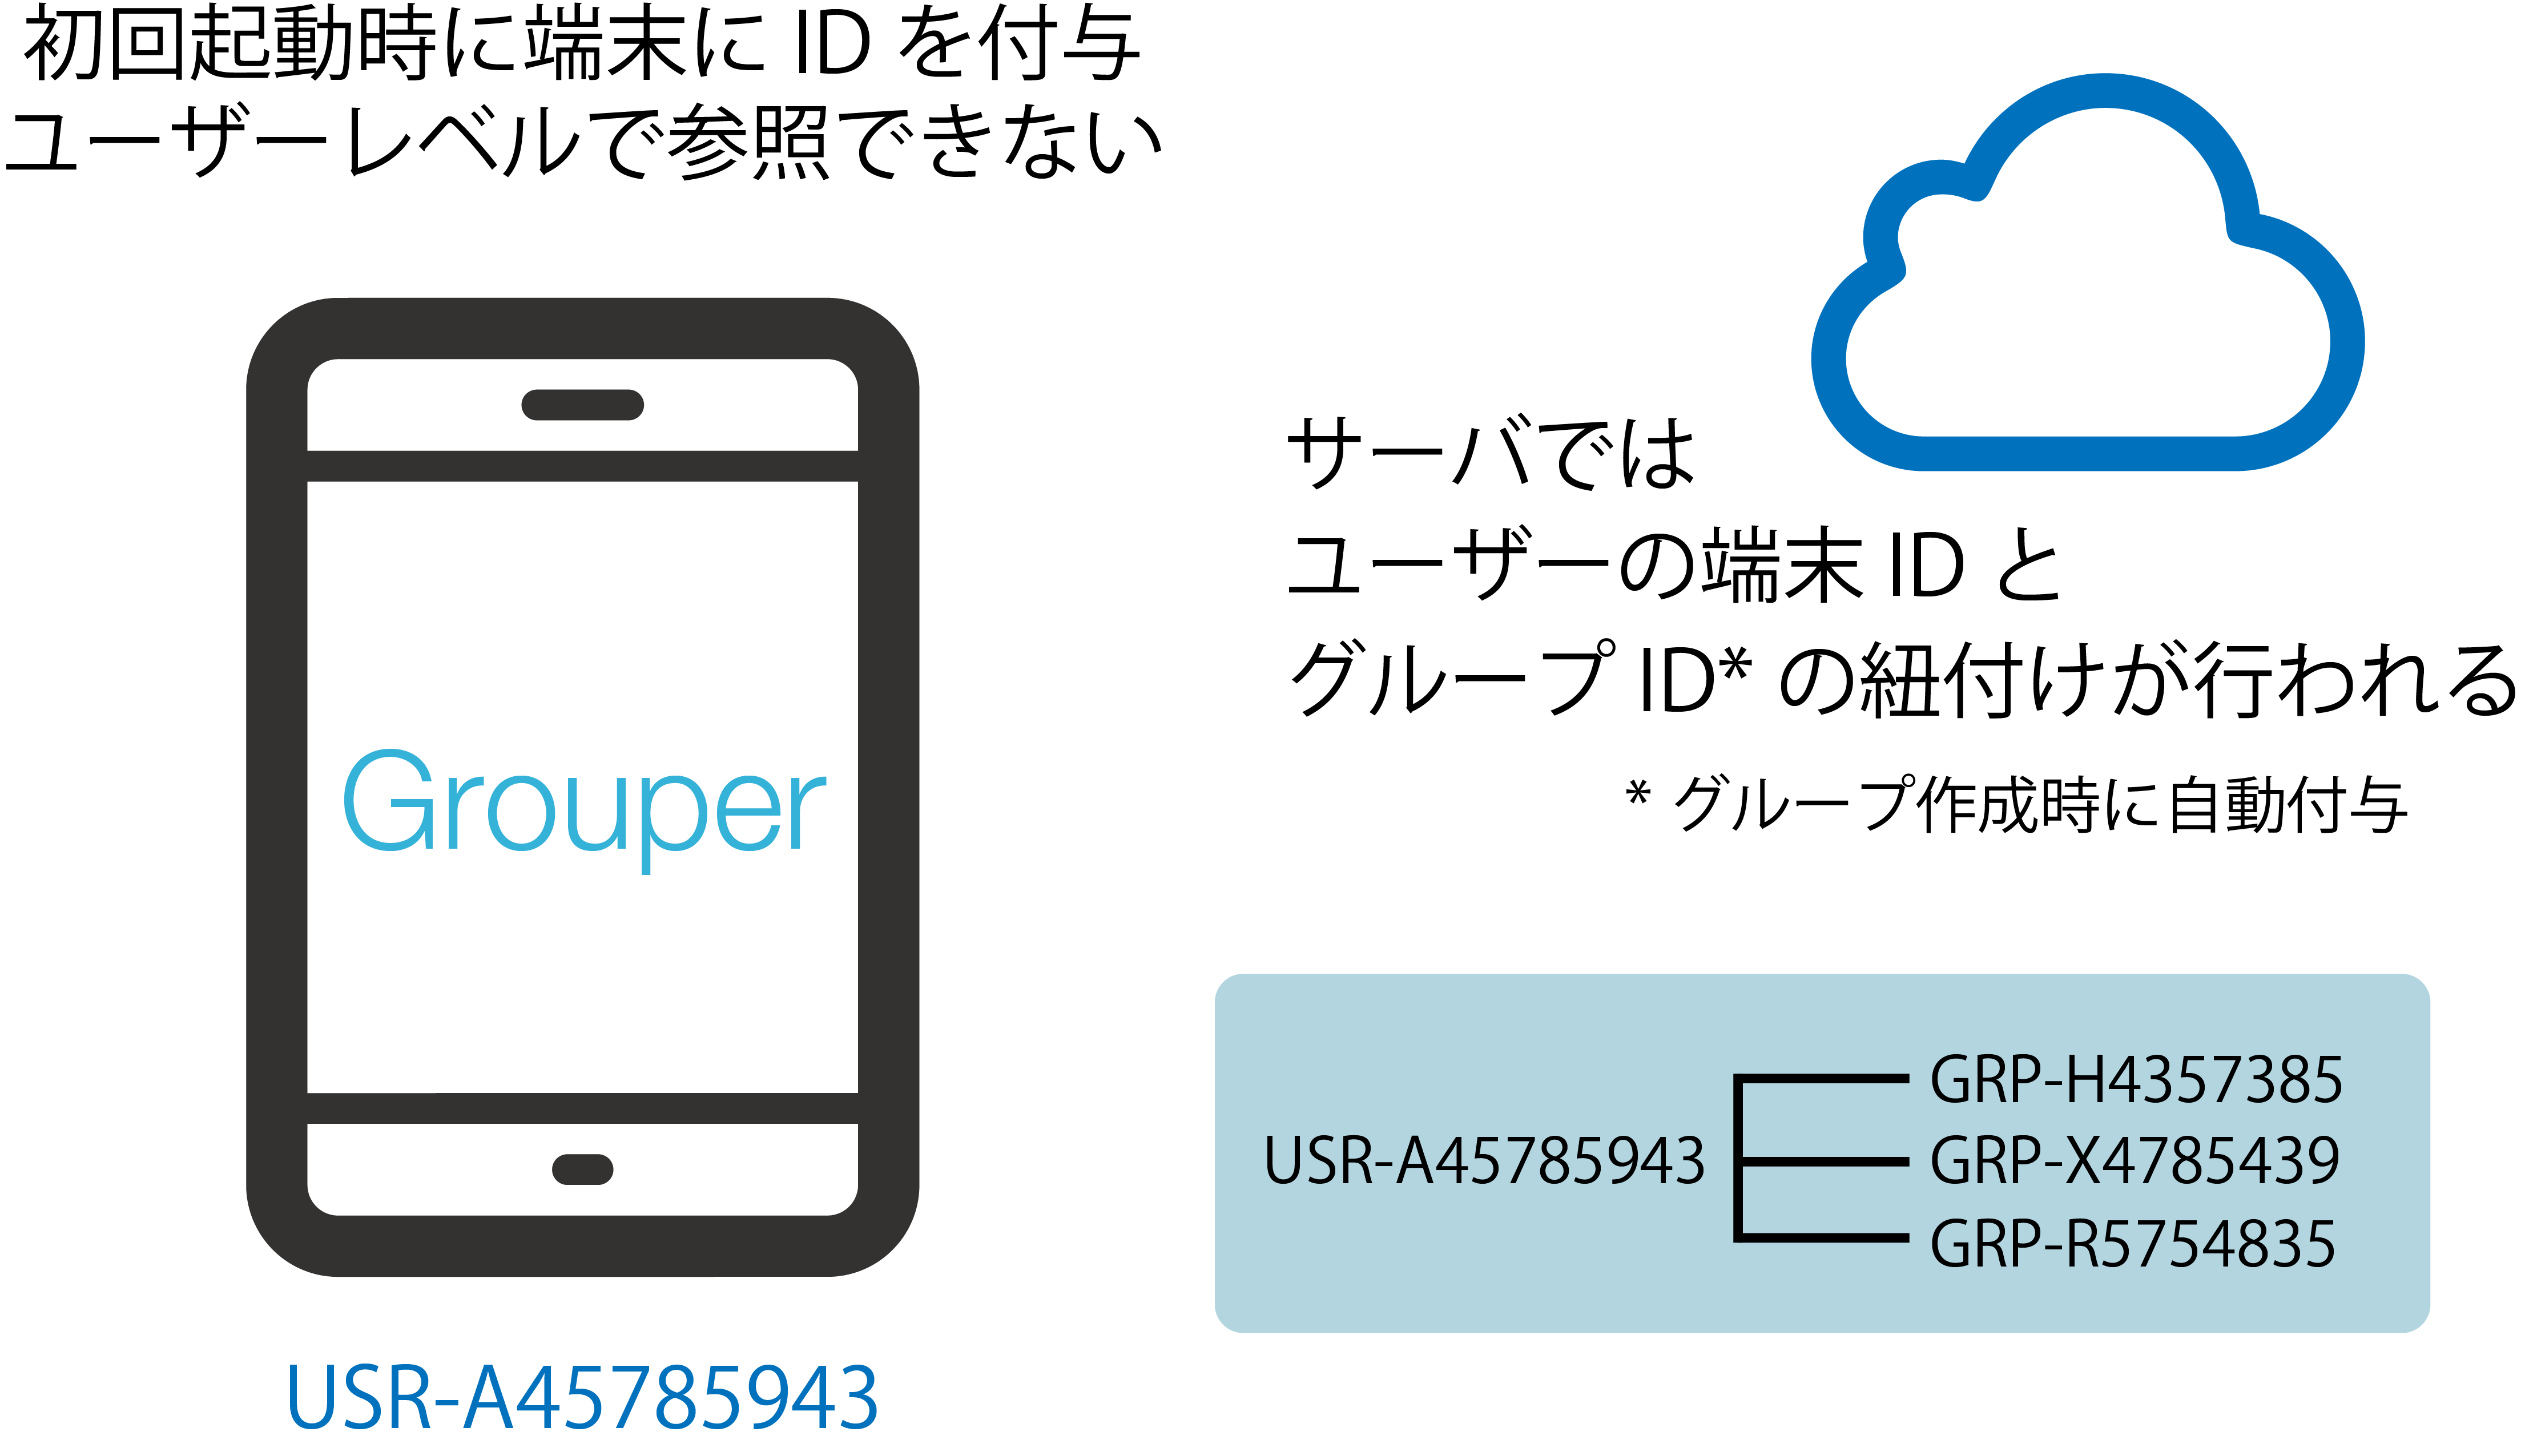 初回起動時に端末に ID を付与
ユーザーレベルで参照できない
Grouper
USR-A45785943
サーバでは
ユーザーの端末 ID と
グループ ID* の紐付けが行われる
* グループ作成時に自動付与
USR-A45785943
GRP-H4357385
GRP-X4785439
GRP-R5754835